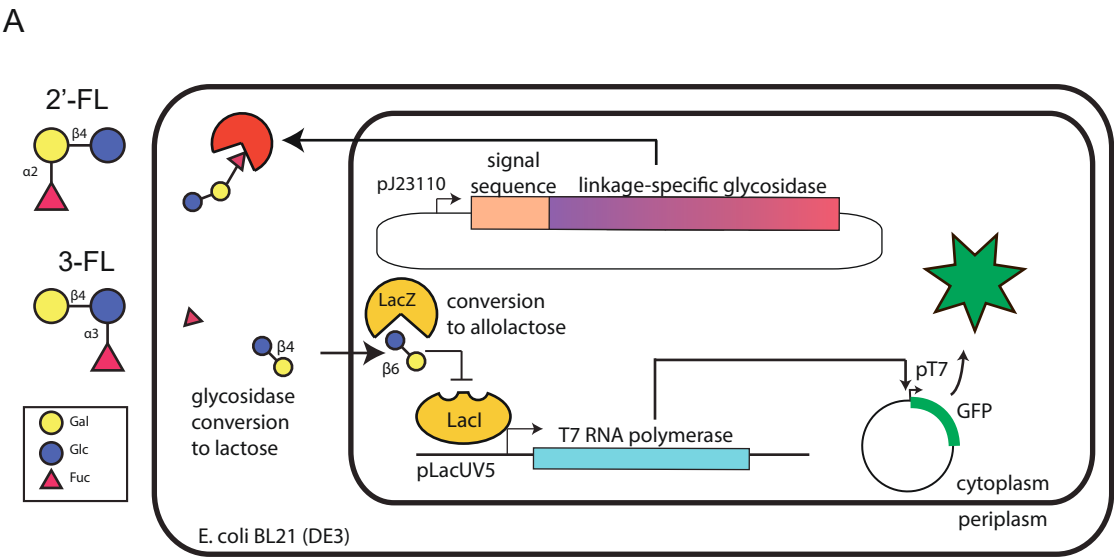 A
2'-FL
β4
α2
3-FL
β4
α3
Gal
Glc
Fuc
signal
sequence
pJ23110
linkage-specific glycosidase
LacZ
conversion
to allolactose
β4
β6
glycosidase
conversion
to lactose
LacI
T7 RNA polymerase
pLacUV5
pT7
GFP
cytoplasm
periplasm
E. coli BL21 (DE3)